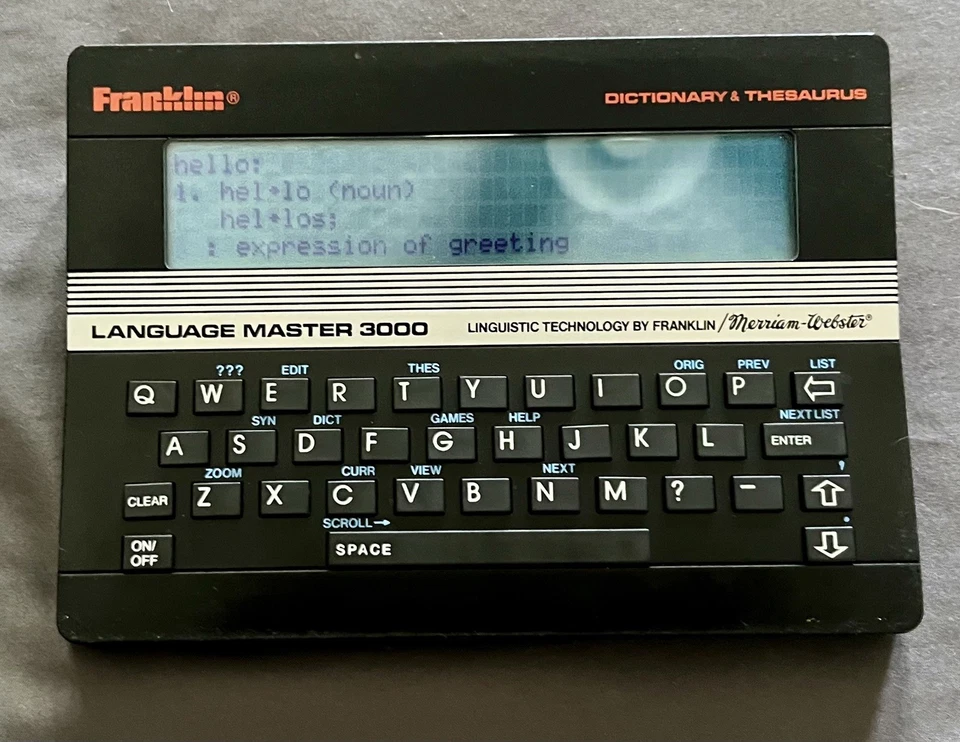 Franklin®
DICTIONARY & THESAURUS
hello:
1. hel•lo (noun)
hel•los;
: expression of greeting
LANGUAGE MASTER 3000
LINGUISTIC TECHNOLOGY BY FRANKLIN/Merriam-Webster®
??? EDIT THES ORIG PREV LIST
Q W E R T Y U I O P ⇦
SYN DICT GAMES HELP NEXT LIST
A S D F G H J K L ENTER
ZOOM CURR VIEW NEXT '
CLEAR Z X C V B N M ? – ⇧
SCROLL→ .
ON/
OFF
SPACE ⇩